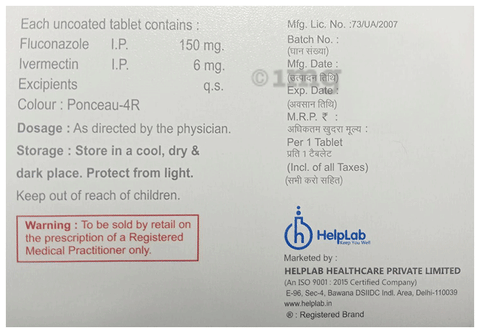 Each uncoated tablet contains :
Fluconazole I.P. 150 mg.
Ivermectin I.P. 6 mg.
Excipients q.s.
Colour : Ponceau-4R
Dosage : As directed by the physician.
Storage : Store in a cool, dry &
dark place. Protect from light.
Keep out of reach of children.
Warning : To be sold by retail on
the prescription of a Registered
Medical Practitioner only.
Mfg. Lic. No. :73/UA/2007
Batch No. :
(पान संख्या)
Mfg. Date :
(उत्पादन तिथि)
Exp. Date :
(अवसान तिथि)
M.R.P. ₹ :
अधिकतम खुदरा मूल्य :
Per 1 Tablet
प्रति 1 टैबलेट
(Incl. of all Taxes)
(सभी करो सहित)
© 1mg
HelpLab
Keep You Well
Marketed by :
HELPLAB HEALTHCARE PRIVATE LIMITED
(An ISO 9001 : 2015 Certified Company)
E-96, Sec-4, Bawana DSIIDC Indl. Area, Delhi-110039
www.helplab.in
® : Registered Brand